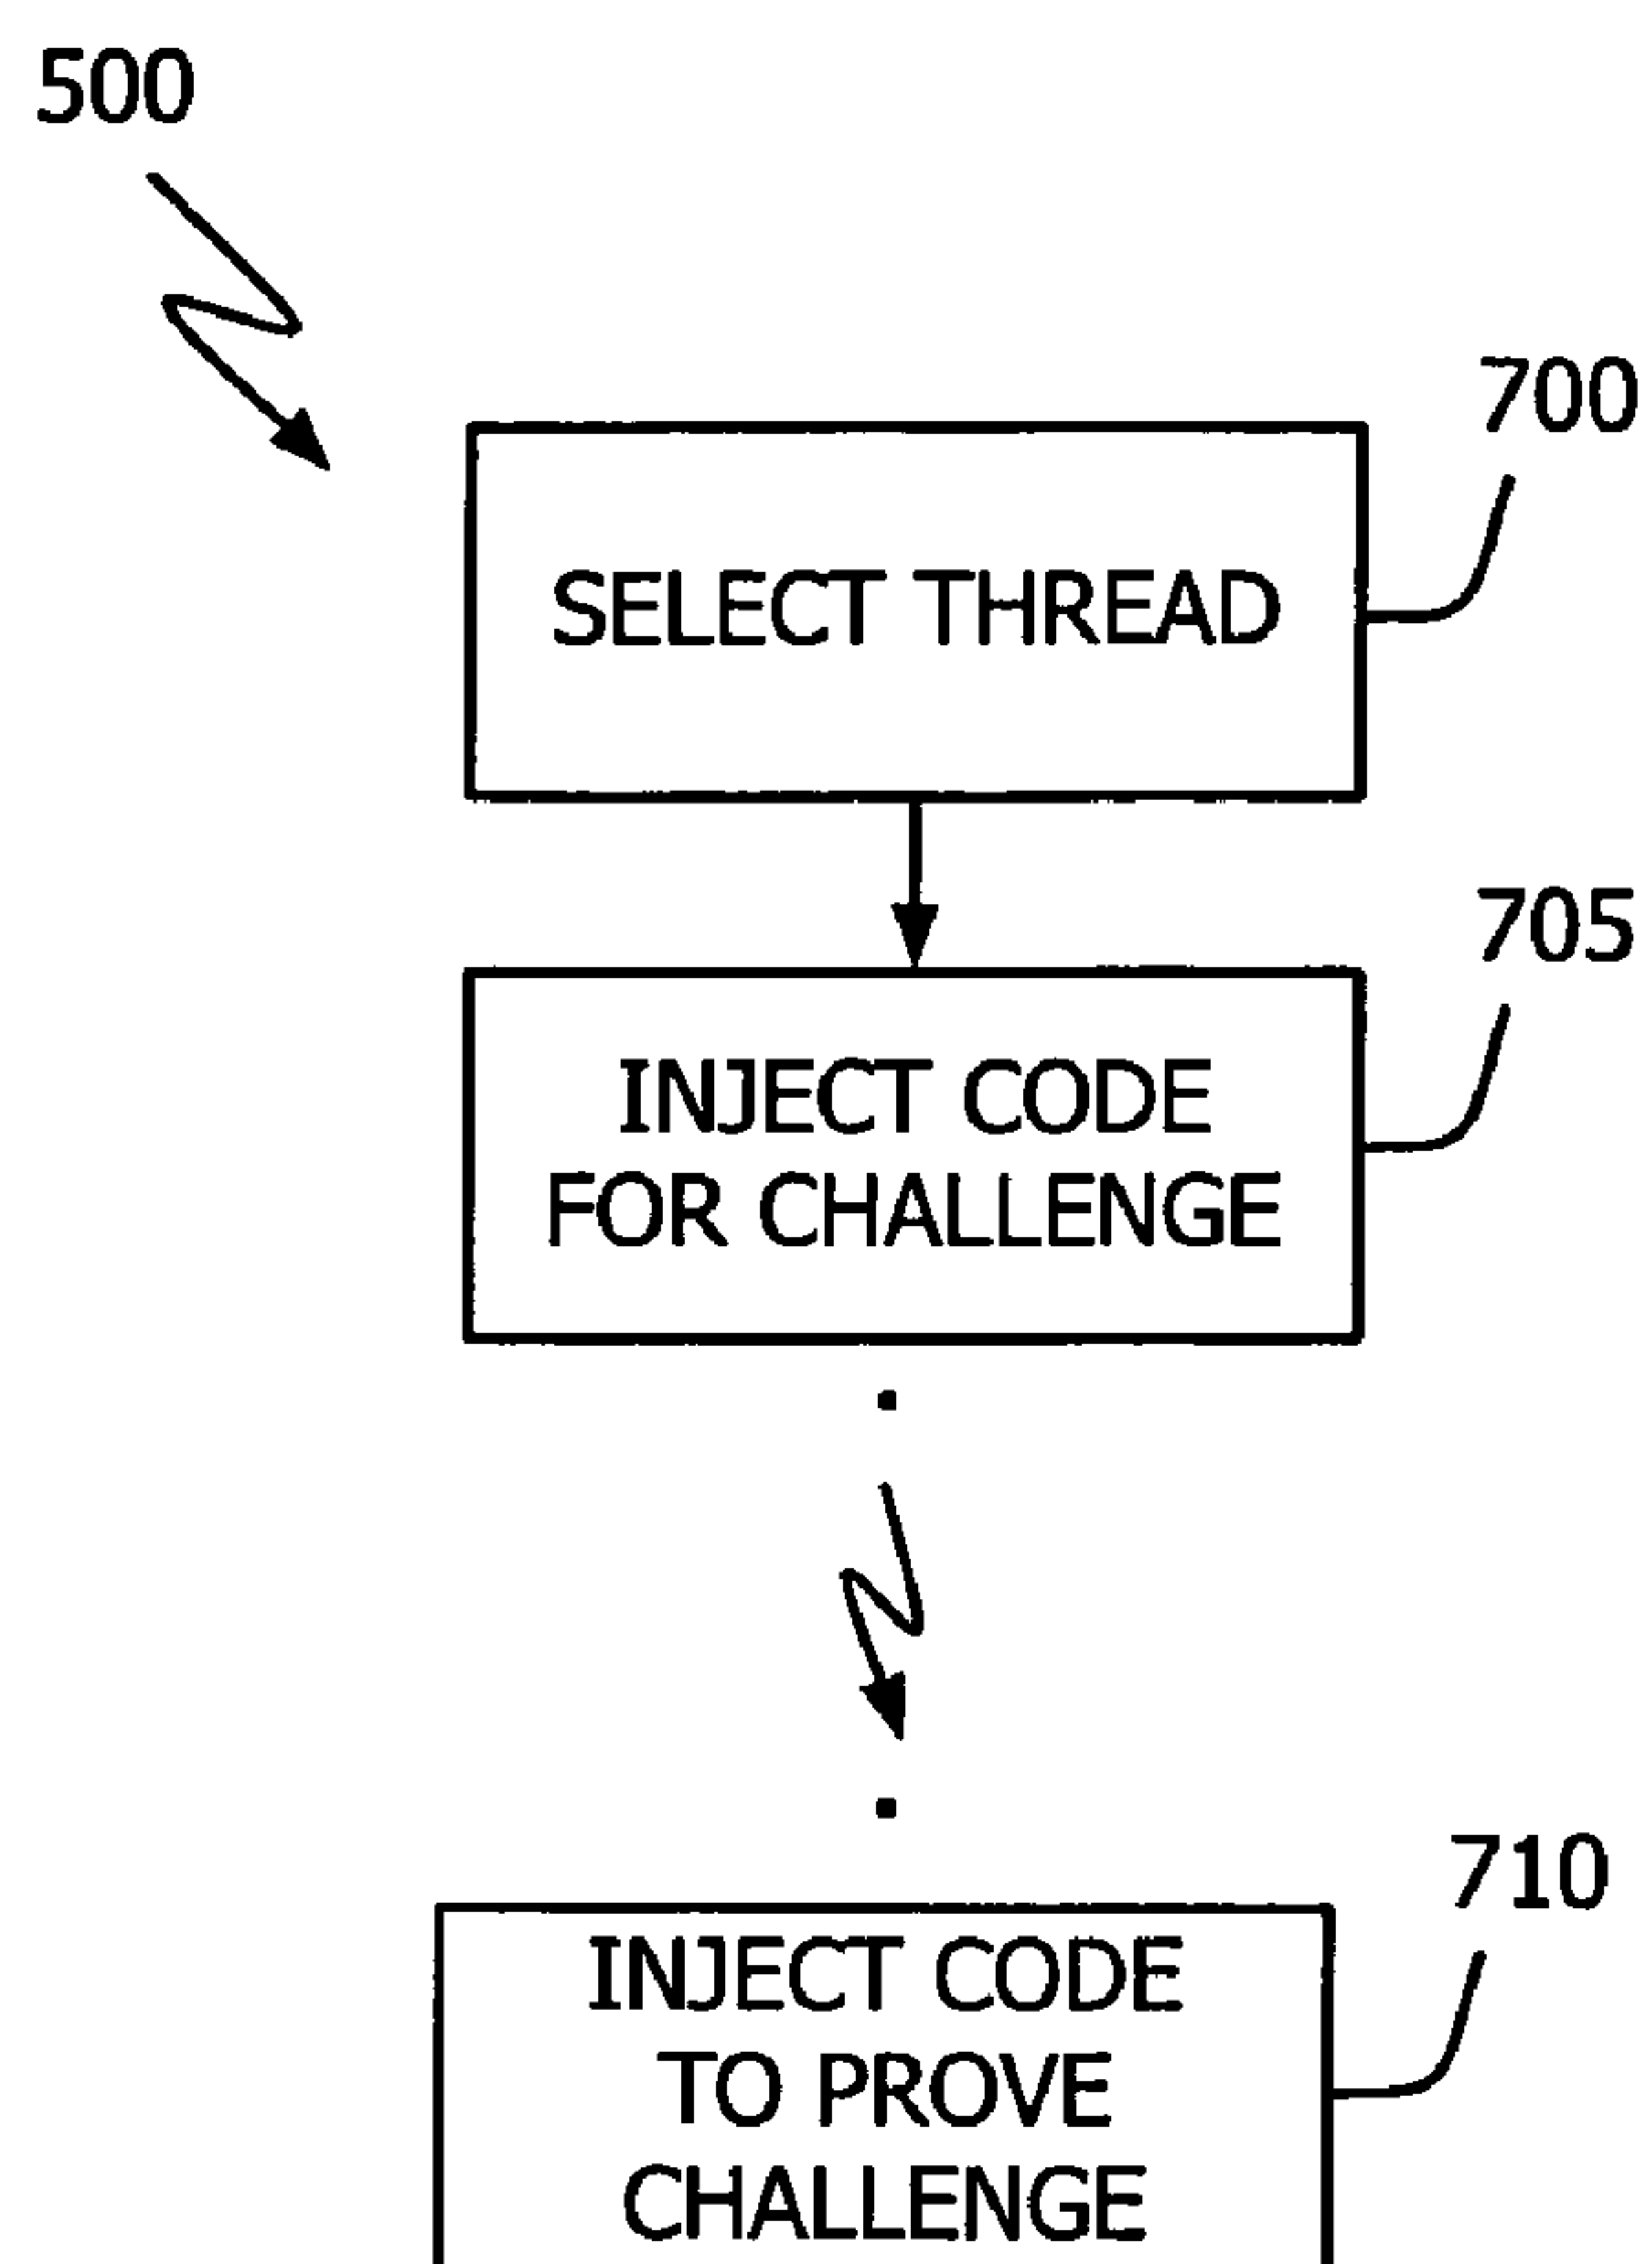 500
700
SELECT THREAD
705
INJECT CODE
FOR CHALLENGE
710
INJECT CODE
TO PROVE
CHALLENGE